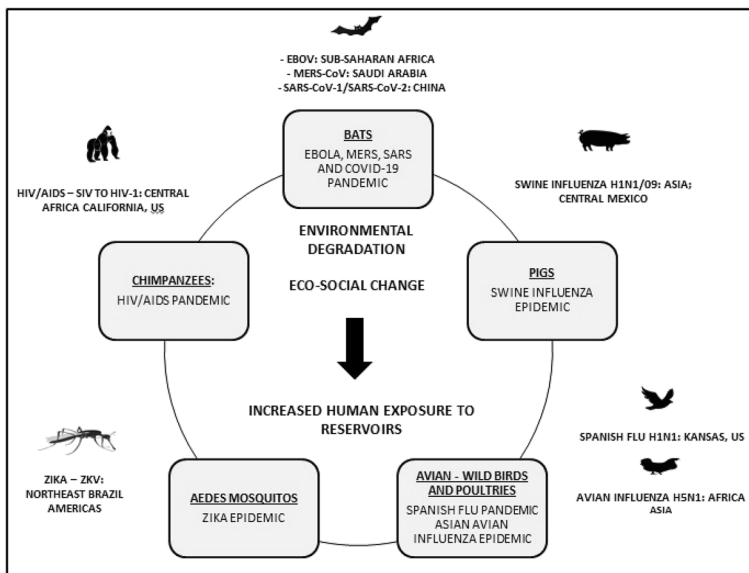 - EBOV: SUB-SAHARAN AFRICA
- MERS-CoV: SAUDI ARABIA
- SARS-CoV-1/SARS-CoV-2: CHINA
BATS
EBOLA, MERS, SARS
AND COVID-19
PANDEMIC
HIV/AIDS – SIV TO HIV-1: CENTRAL
AFRICA CALIFORNIA, US
SWINE INFLUENZA H1N1/09: ASIA;
CENTRAL MEXICO
ENVIRONMENTAL
DEGRADATION
ECO-SOCIAL CHANGE
CHIMPANZEES:
HIV/AIDS PANDEMIC
PIGS
SWINE INFLUENZA
EPIDEMIC
INCREASED HUMAN EXPOSURE TO
RESERVOIRS
SPANISH FLU H1N1: KANSAS, US
AVIAN INFLUENZA H5N1: AFRICA
ASIA
ZIKA – ZKV:
NORTHEAST BRAZIL
AMERICAS
AEDES MOSQUITOS
ZIKA EPIDEMIC
AVIAN - WILD BIRDS
AND POULTRIES
SPANISH FLU PANDEMIC
ASIAN AVIAN
INFLUENZA EPIDEMIC